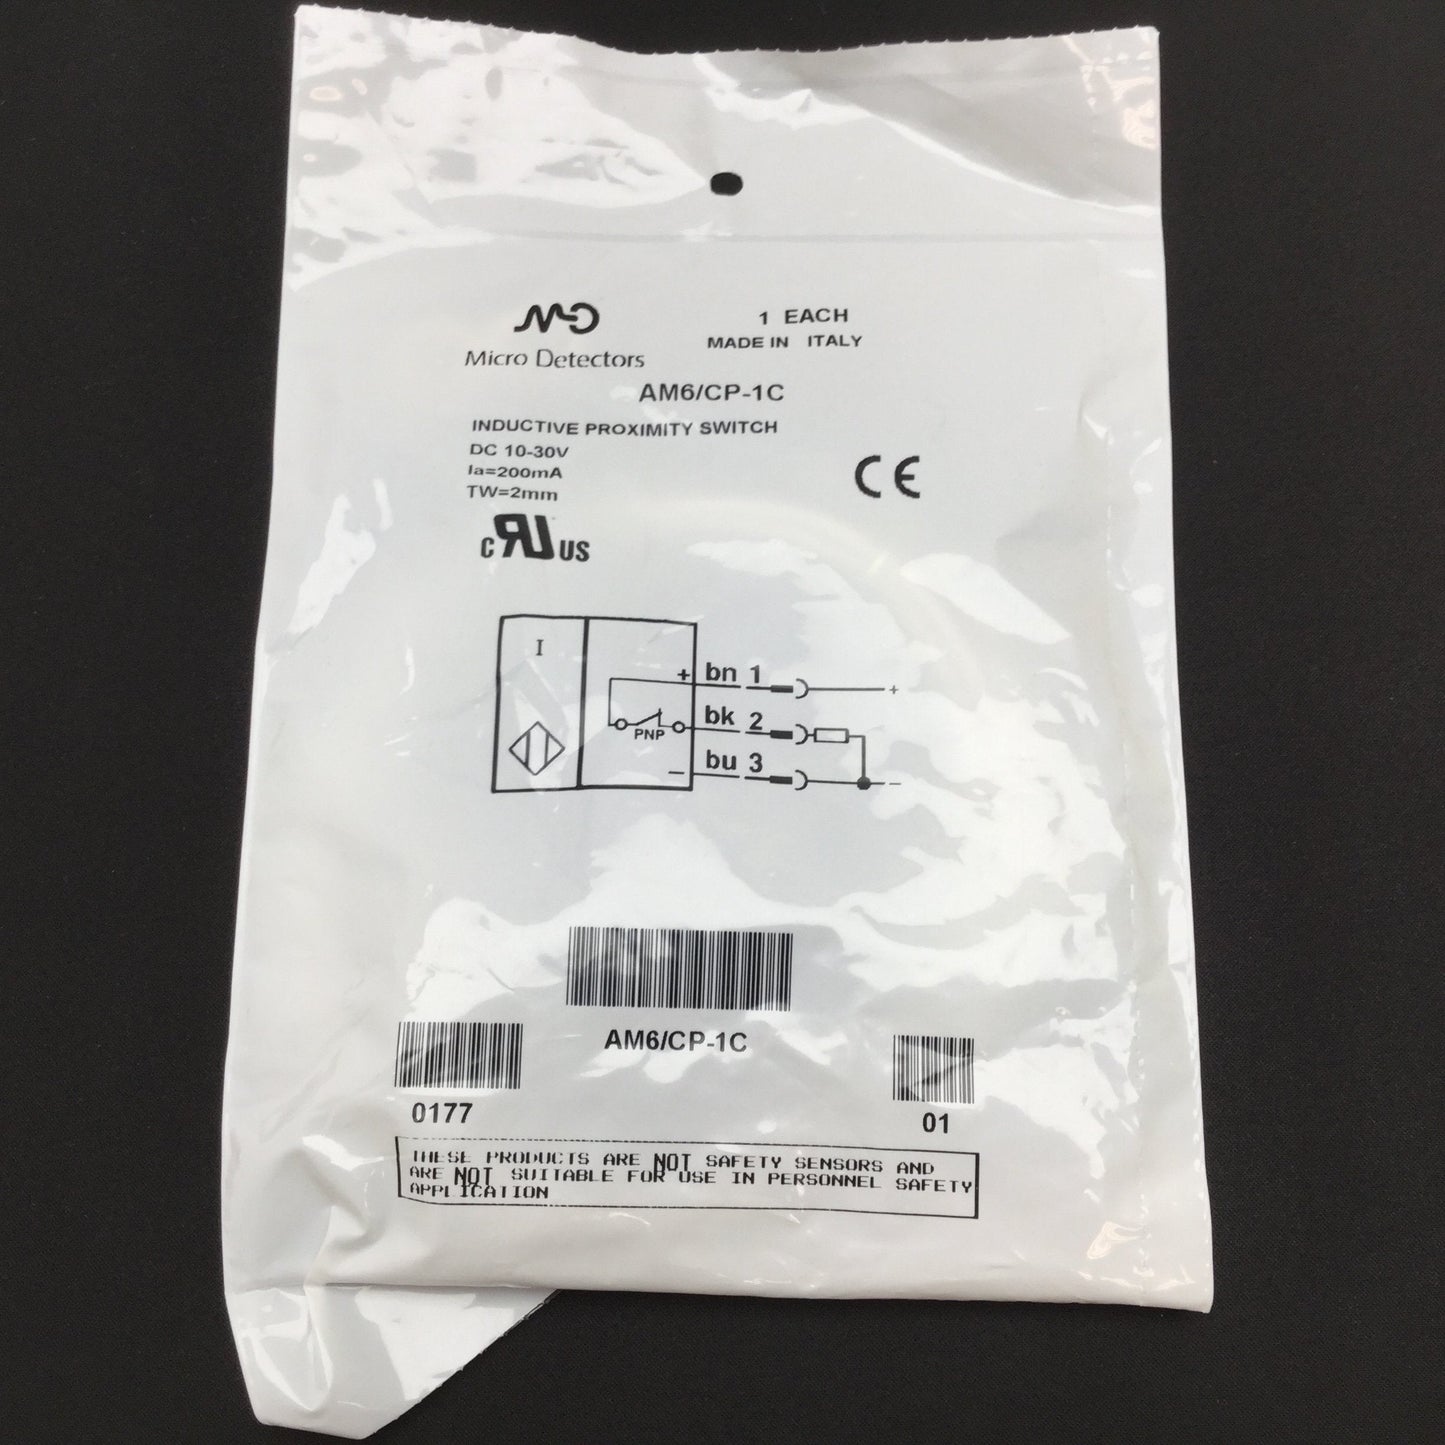 Micro Detectors
1 EACH
MADE IN ITALY
AM6/CP-1C
INDUCTIVE PROXIMITY SWITCH
DC 10-30V
Ia=200mA
TW=2mm
CE
c RU US
I
+ bn 1 +
bk 2
PNP
− bu 3 −
AM6/CP-1C
0177
01
THESE PRODUCTS ARE NOT SAFETY SENSORS AND
ARE NOT SUITABLE FOR USE IN PERSONNEL SAFETY
APPLICATION